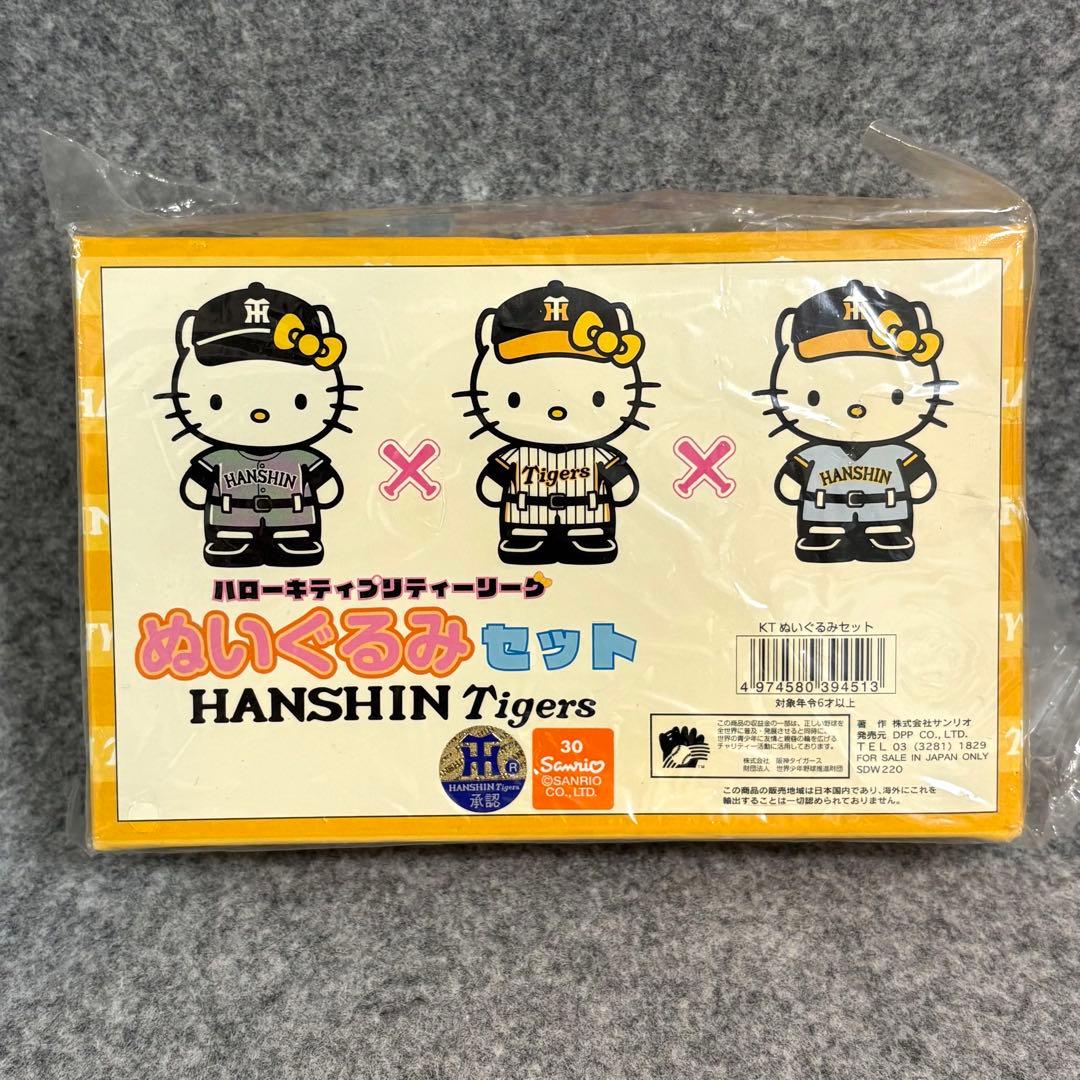 HANSHIN
Tigers
HANSHIN
ハローキティプリティーリーグ
ぬいぐるみセット
HANSHIN Tigers
HANSHIN Tigers
承認
R
30
Sanrio
©SANRIO
CO., LTD.
KTぬいぐるみセット
4 974580 394513
対象年令6才以上
この商品の収益金の一部は、正しい野球を
全世界に普及・発展させると同時に、
世界の青少年に友情と親善の輪を広げる
チャリティー活動に活用しております。
株式会社 阪神タイガース
財団法人 世界少年野球推進財団
TM
著 作 株式会社サンリオ
発売元 DPP CO., LTD.
TEL 03 (3281) 1829
FOR SALE IN JAPAN ONLY
SDW220
この商品の販売地域は日本国内であり、海外にこれを
輸出することは一切認められておりません。